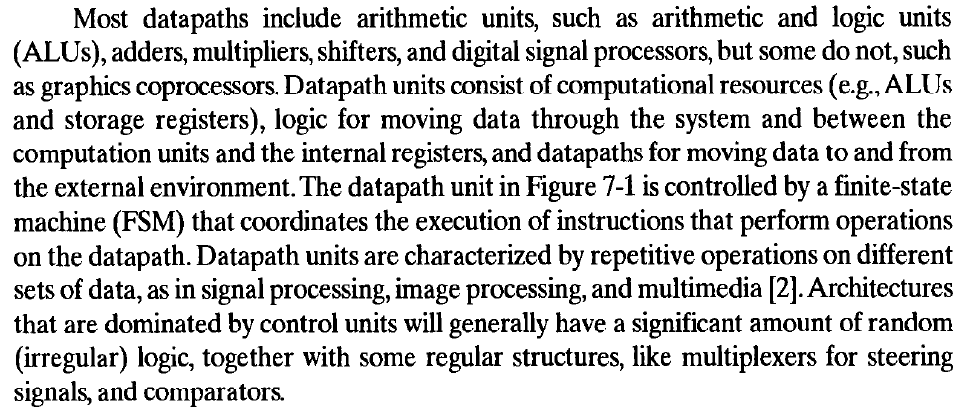 Most datapaths include arithmetic units, such as arithmetic and logic units
(ALUs), adders, multipliers, shifters, and digital signal processors, but some do not, such
as graphics coprocessors. Datapath units consist of computational resources (e.g., ALUs
and storage registers), logic for moving data through the system and between the
computation units and the internal registers, and datapaths for moving data to and from
the external environment. The datapath unit in Figure 7-1 is controlled by a finite-state
machine (FSM) that coordinates the execution of instructions that perform operations
on the datapath. Datapath units are characterized by repetitive operations on different
sets of data, as in signal processing, image processing, and multimedia [2]. Architectures
that are dominated by control units will generally have a significant amount of random
(irregular) logic, together with some regular structures, like multiplexers for steering
signals, and comparators.